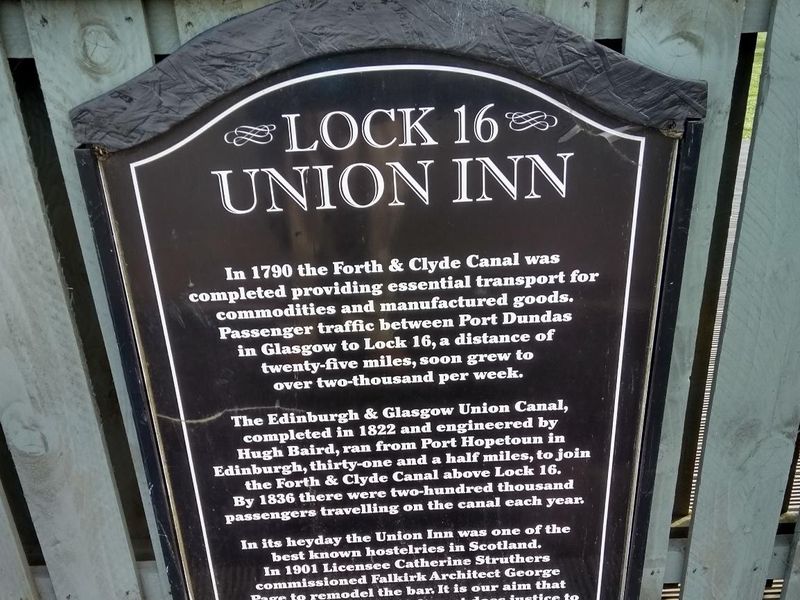 LOCK 16
UNION INN
In 1790 the Forth & Clyde Canal was
completed providing essential transport for
commodities and manufactured goods.
Passenger traffic between Port Dundas
in Glasgow to Lock 16, a distance of
twenty-five miles, soon grew to
over two-thousand per week.
The Edinburgh & Glasgow Union Canal,
completed in 1822 and engineered by
Hugh Baird, ran from Port Hopetoun in
Edinburgh, thirty-one and a half miles, to join
the Forth & Clyde Canal above Lock 16.
By 1836 there were two-hundred thousand
passengers travelling on the canal each year.
In its heyday the Union Inn was one of the
best known hostelries in Scotland.
In 1901 Licensee Catherine Struthers
commissioned Falkirk Architect George
Page to remodel the bar. It is our aim that
does justice to